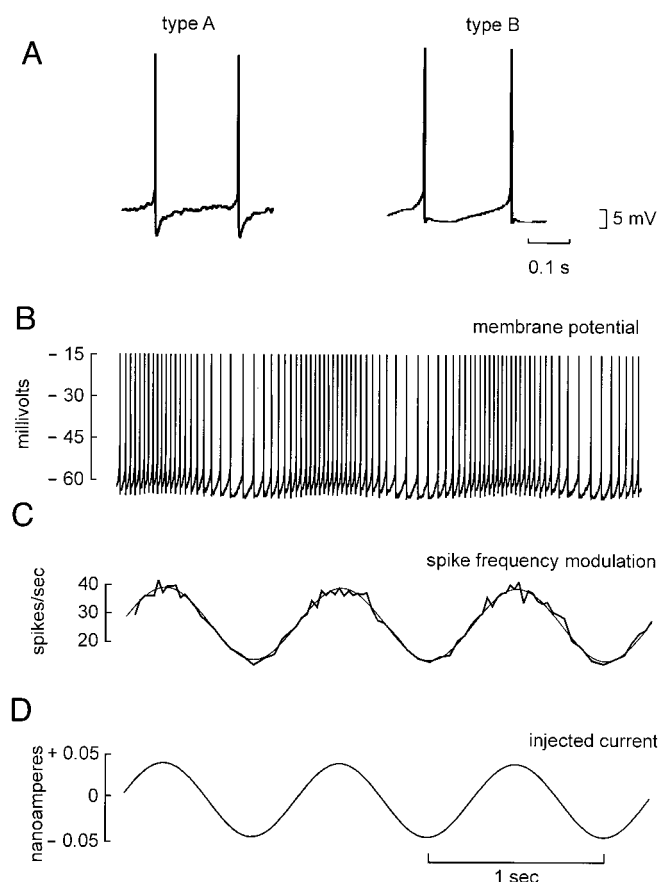 type A
type B
A
5 mV
0.1 s
B
membrane potential
millivolts
- 15
- 30
- 45
- 60
C
spike frequency modulation
spikes/sec
40
30
20
D
injected current
nanoamperes
+ 0.05
0
- 0.05
1 sec